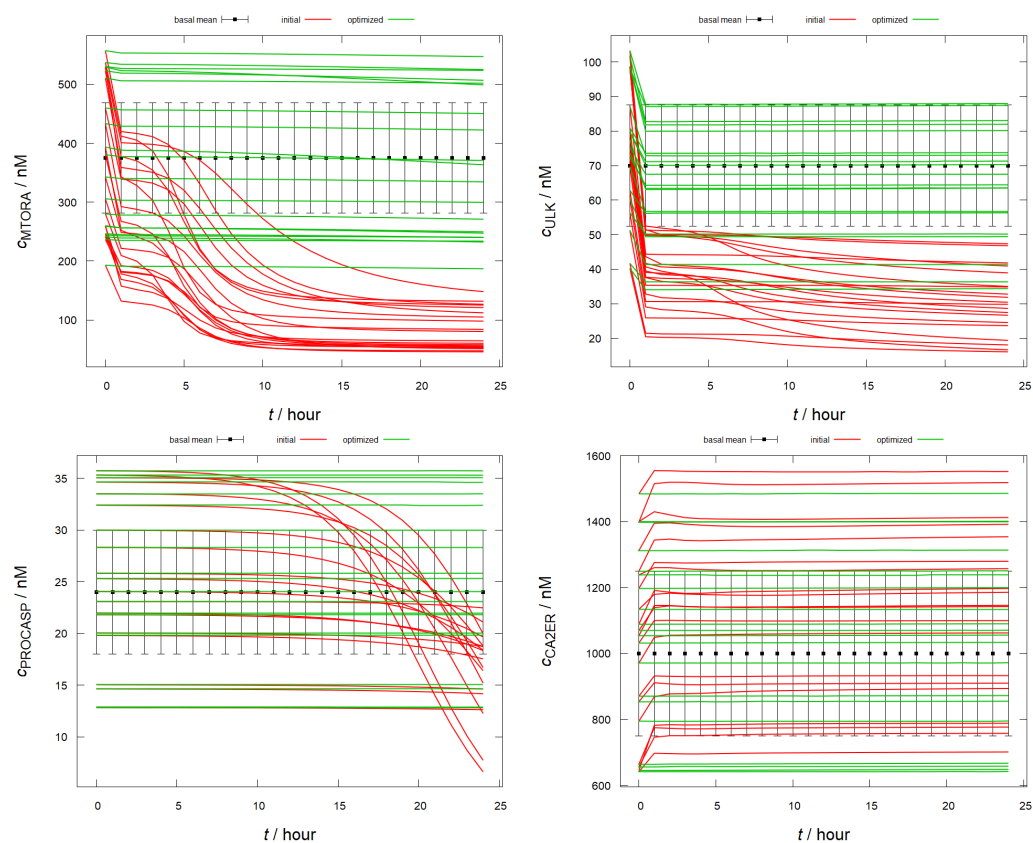 basal mean initial optimized
500
400
300
200
100
0 5 10 15 20 25
c_MTORA / nM
t / hour
basal mean initial optimized
100
90
80
70
60
50
40
30
20
0 5 10 15 20 25
c_ULK / nM
t / hour
basal mean initial optimized
35
30
25
20
15
10
0 5 10 15 20 25
c_PROCASP / nM
t / hour
basal mean initial optimized
1600
1400
1200
1000
800
600
0 5 10 15 20 25
c_CA2ER / nM
t / hour